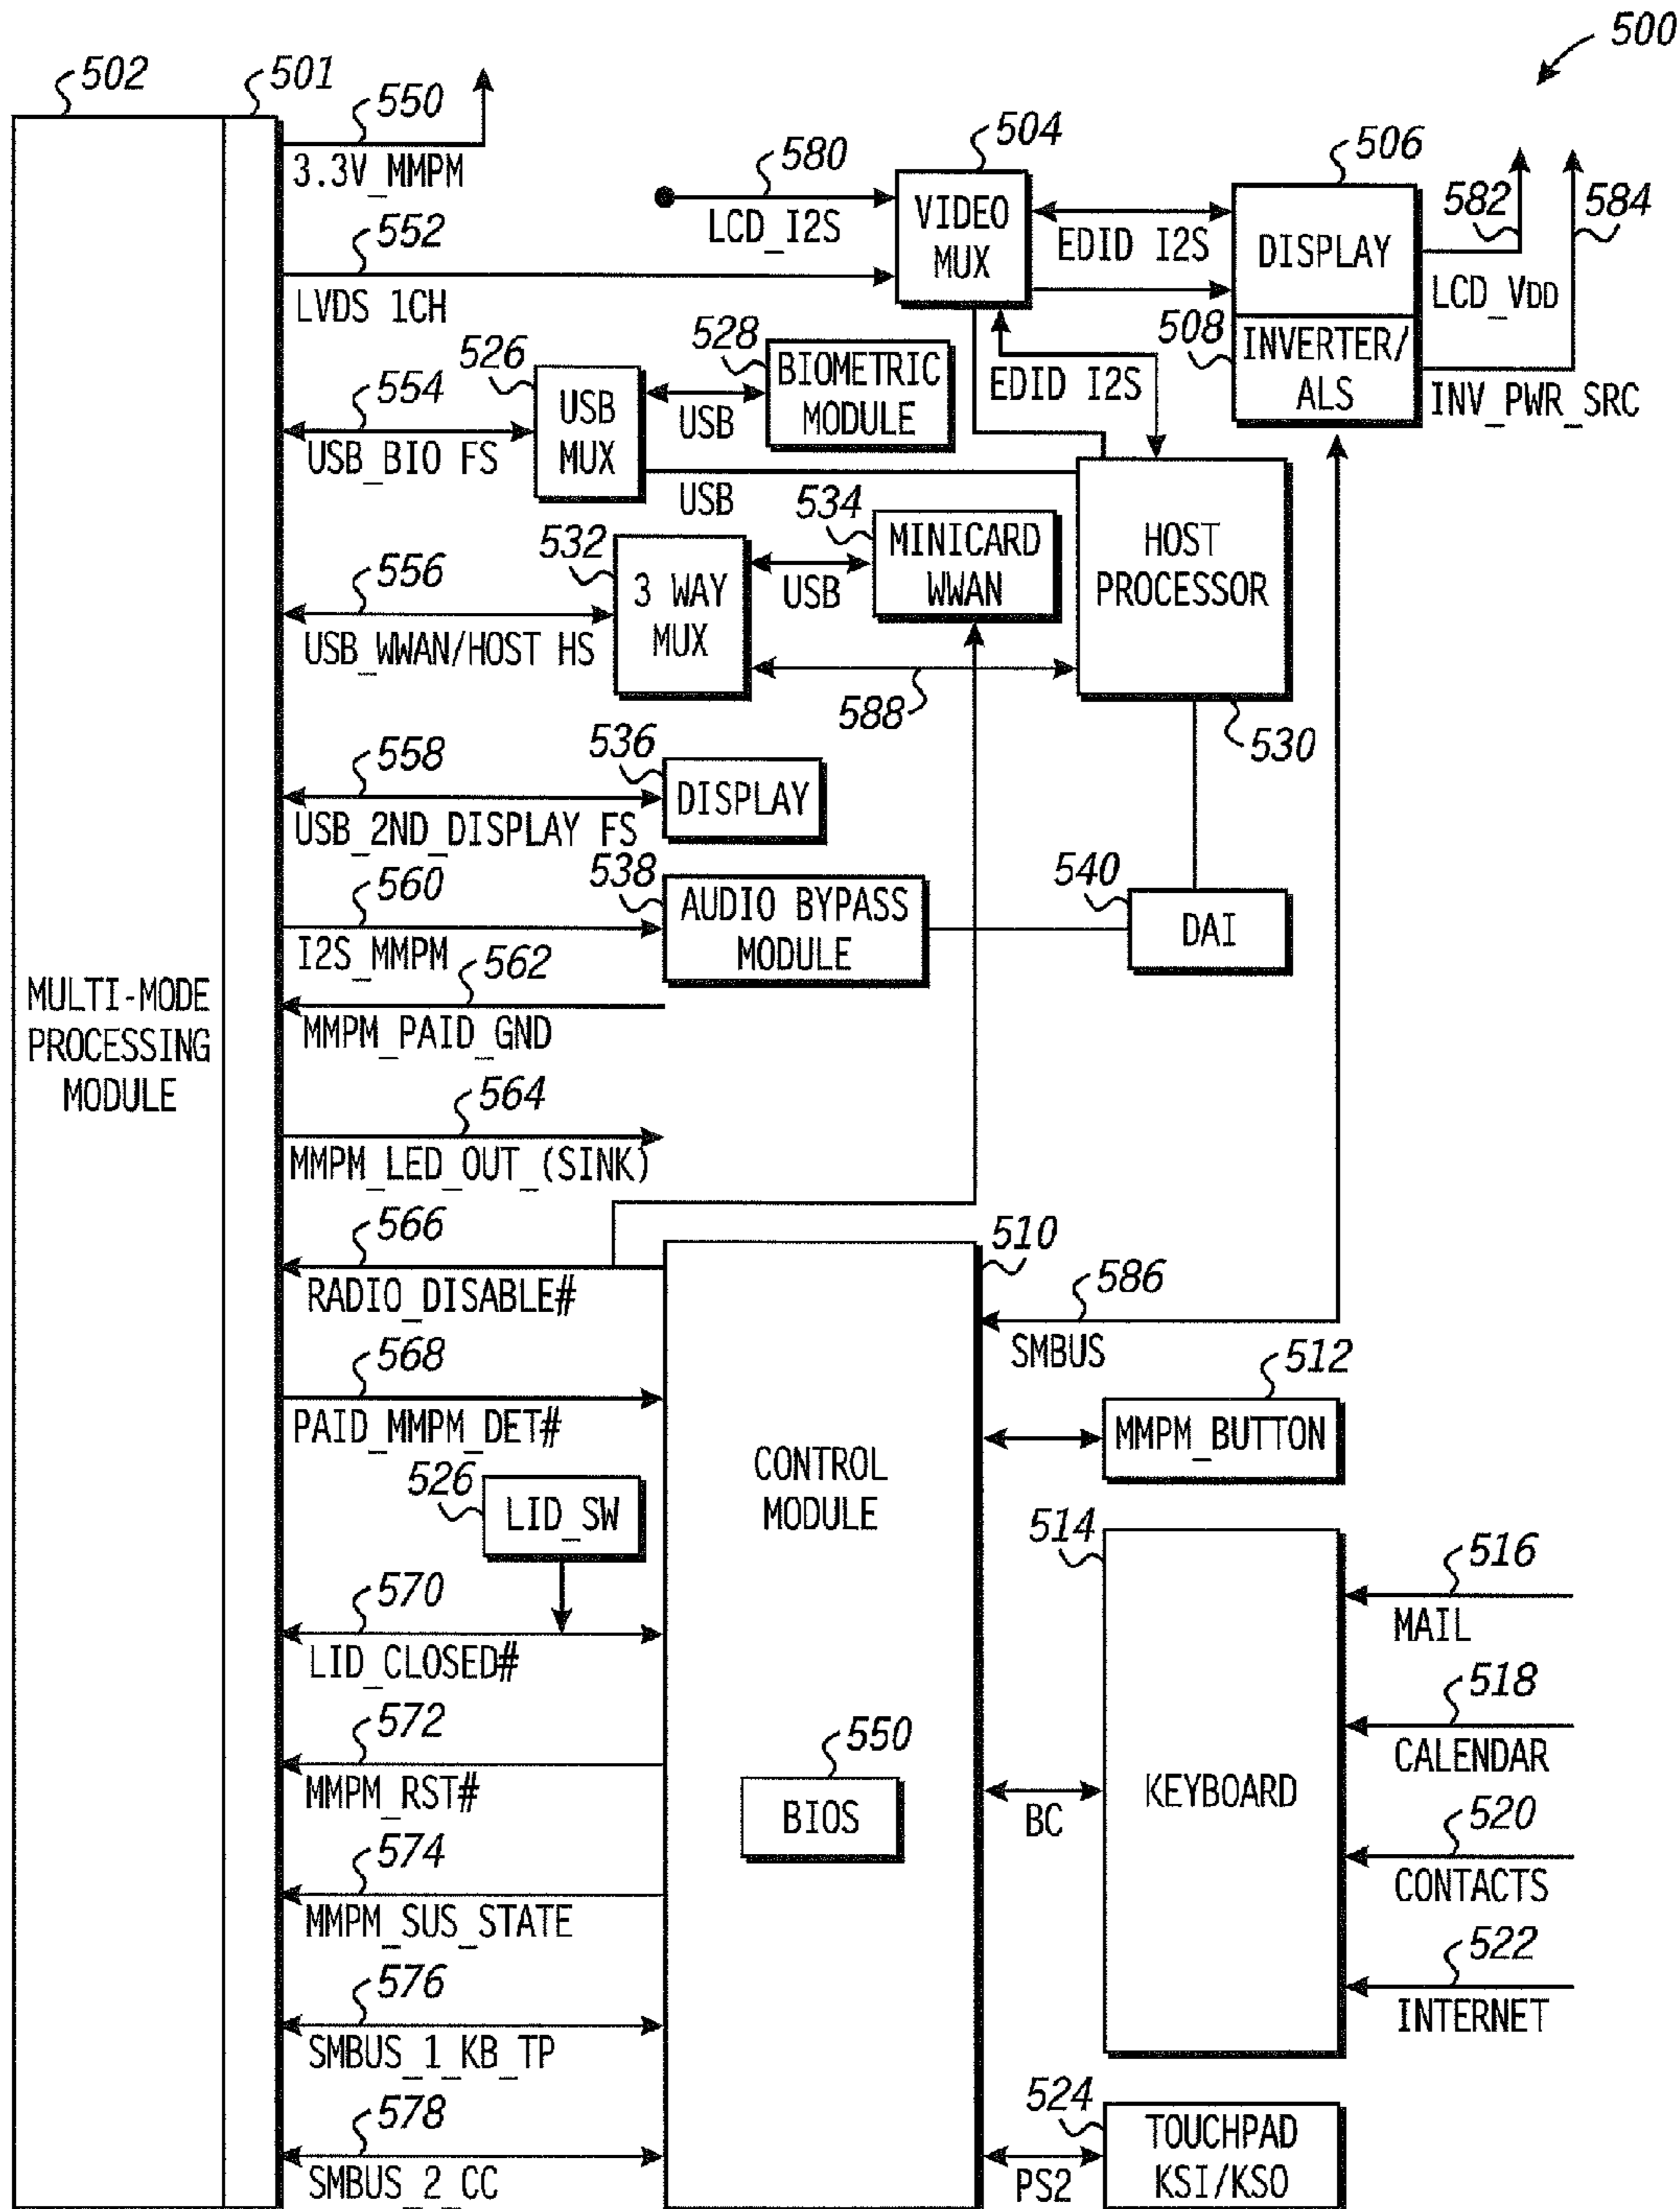 500
502
501
550
3.3V_MMPM
580
LCD_I2S
504
VIDEO
MUX
EDID I2S
506
DISPLAY
582
584
LCD_VDD
552
LVDS 1CH
508
INVERTER/
ALS
INV_PWR_SRC
EDID I2S
526
USB
MUX
528
BIOMETRIC
MODULE
USB
554
USB_BIO FS
USB
534
MINICARD
WWAN
HOST
PROCESSOR
530
532
3 WAY
MUX
USB
556
USB_WWAN/HOST HS
588
558
USB_2ND_DISPLAY FS
536
DISPLAY
560
I2S_MMPM
538
AUDIO BYPASS
MODULE
540
DAI
562
MMPM_PAID_GND
MULTI-MODE
PROCESSING
MODULE
564
MMPM_LED_OUT_(SINK)
566
RADIO_DISABLE#
510
586
SMBUS
568
PAID_MMPM_DET#
512
MMPM_BUTTON
CONTROL
MODULE
526
LID_SW
514
KEYBOARD
516
MAIL
570
LID_CLOSED#
518
CALENDAR
572
MMPM_RST#
550
BIOS
BC
520
CONTACTS
574
MMPM_SUS_STATE
522
INTERNET
576
SMBUS_1_KB_TP
578
SMBUS_2_CC
524
TOUCHPAD
KSI/KSO
PS2